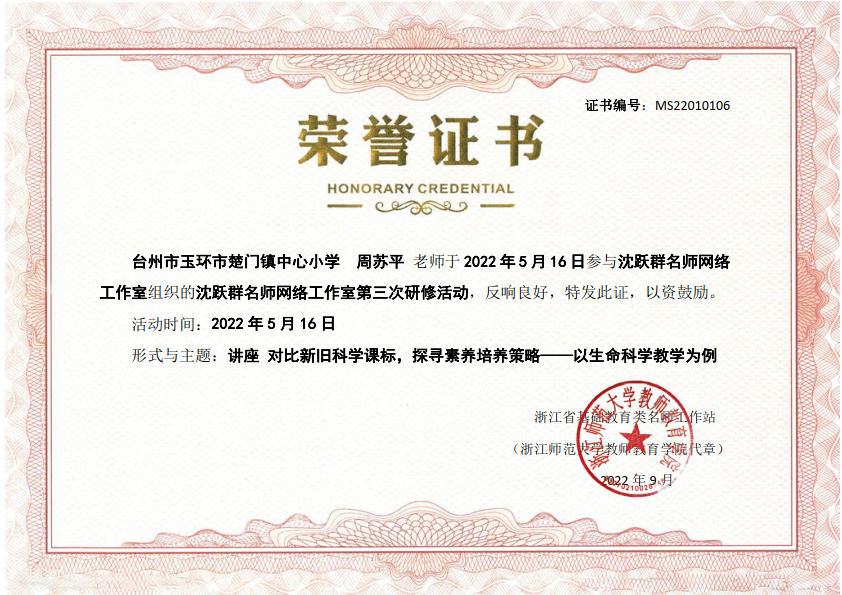 证书编号：MS22010106
荣誉证书
HONORARY CREDENTIAL
台州市玉环市楚门镇中心小学 周苏平 老师于 2022 年 5 月 16 日参与沈跃群名师网络
工作室组织的沈跃群名师网络工作室第三次研修活动，反响良好，特发此证，以资鼓励。
活动时间：2022 年 5 月 16 日
形式与主题：讲座 对比新旧科学课标，探寻素养培养策略——以生命科学教学为例
浙江省基础教育类名师工作站
（浙江师范大学教师教育学院代章）
2022 年 9 月
浙江师范大学教师教育学院